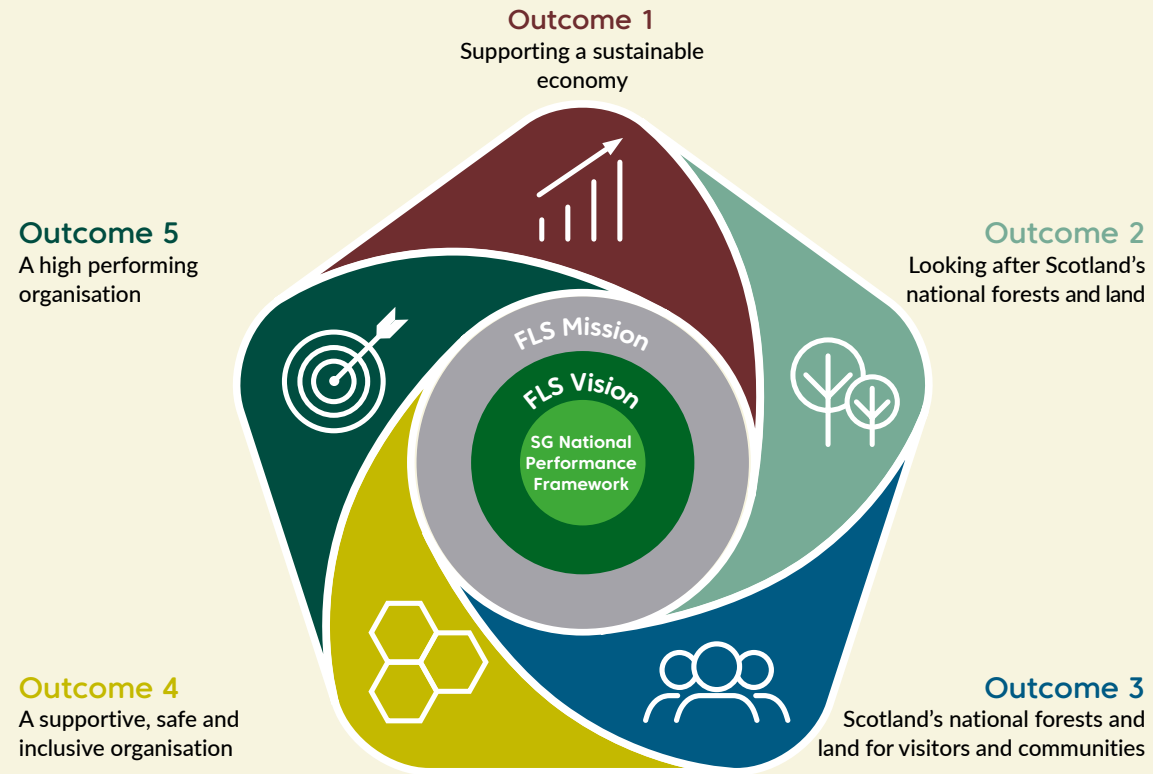 Outcome 1
Supporting a sustainable
economy
Outcome 5
A high performing
organisation
Outcome 2
Looking after Scotland's
national forests and land
FLS Mission
FLS Vision
SG National
Performance
Framework
Outcome 4
A supportive, safe and
inclusive organisation
Outcome 3
Scotland's national forests and
land for visitors and communities